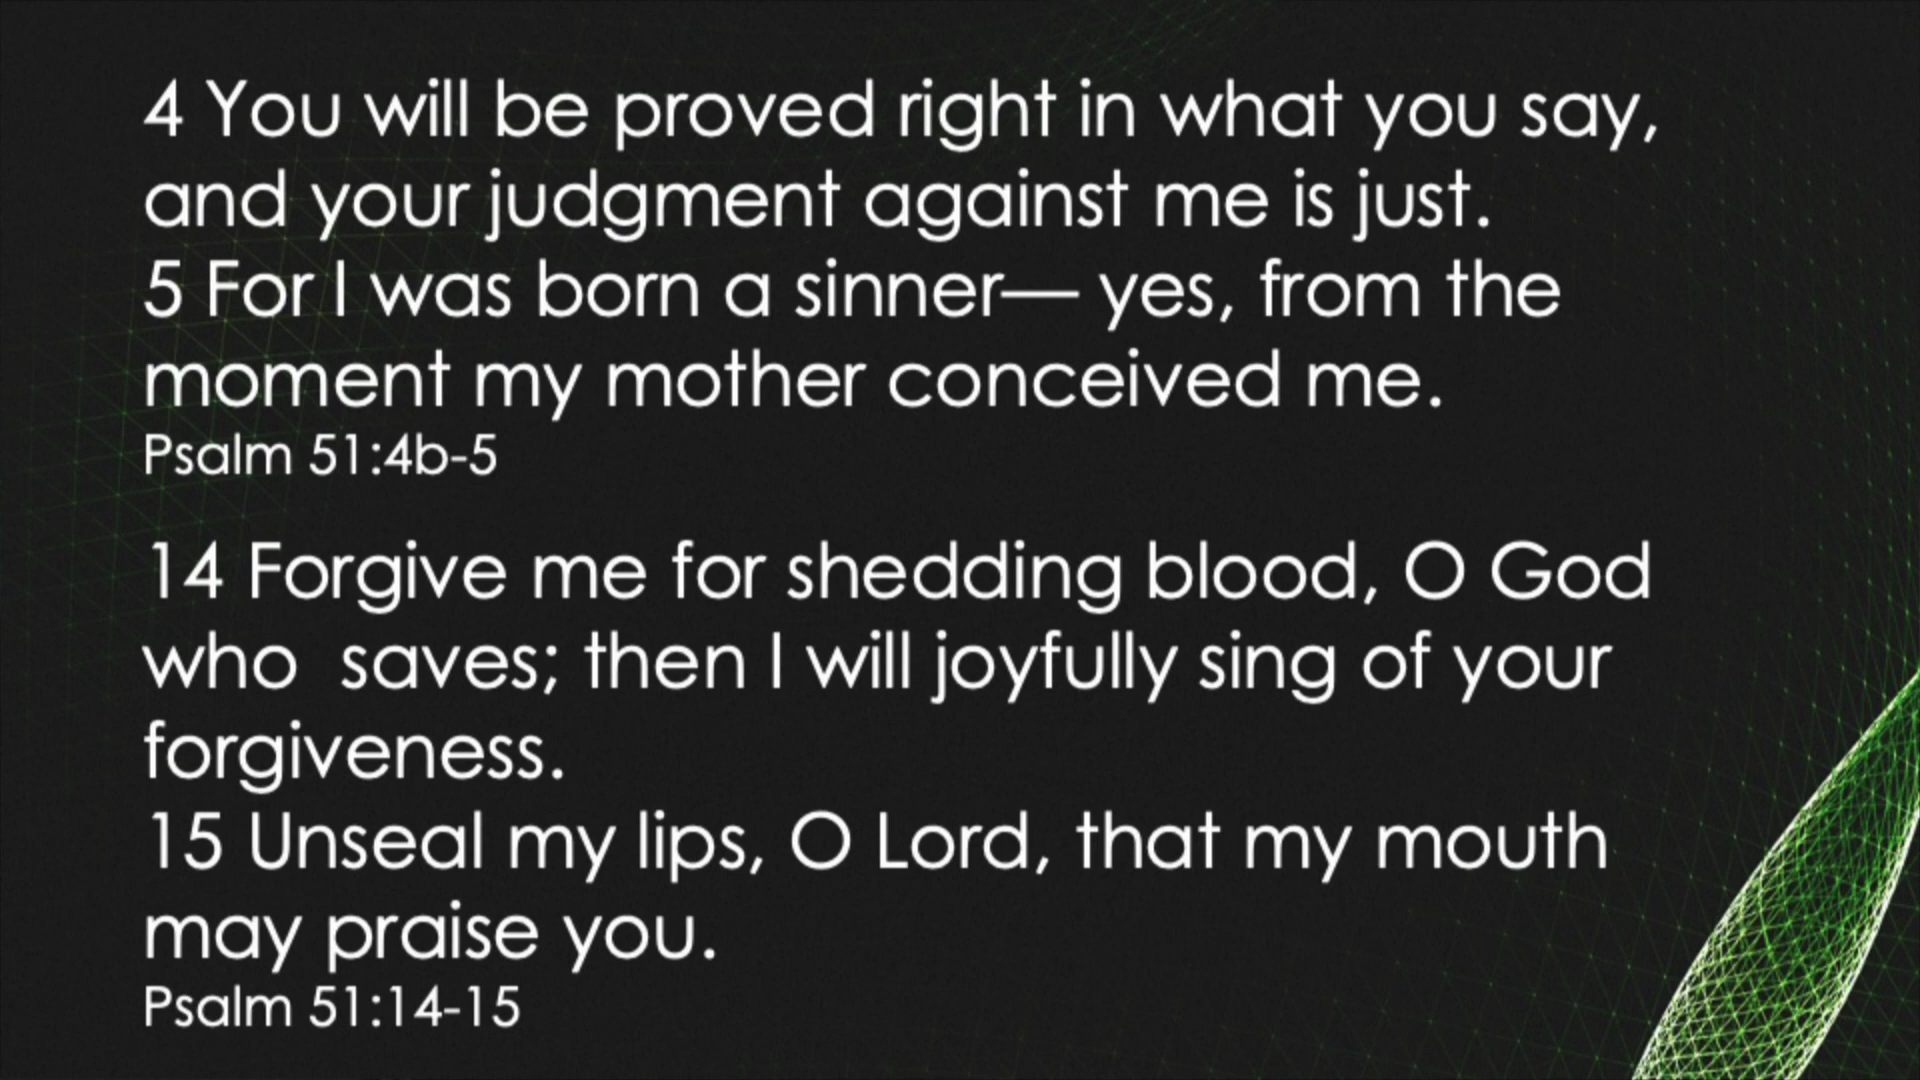 4 You will be proved right in what you say,
and your judgment against me is just.
5 For I was born a sinner— yes, from the
moment my mother conceived me.
Psalm 51:4b-5
14 Forgive me for shedding blood, O God
who  saves; then I will joyfully sing of your
forgiveness.
15 Unseal my lips, O Lord, that my mouth
may praise you.
Psalm 51:14-15